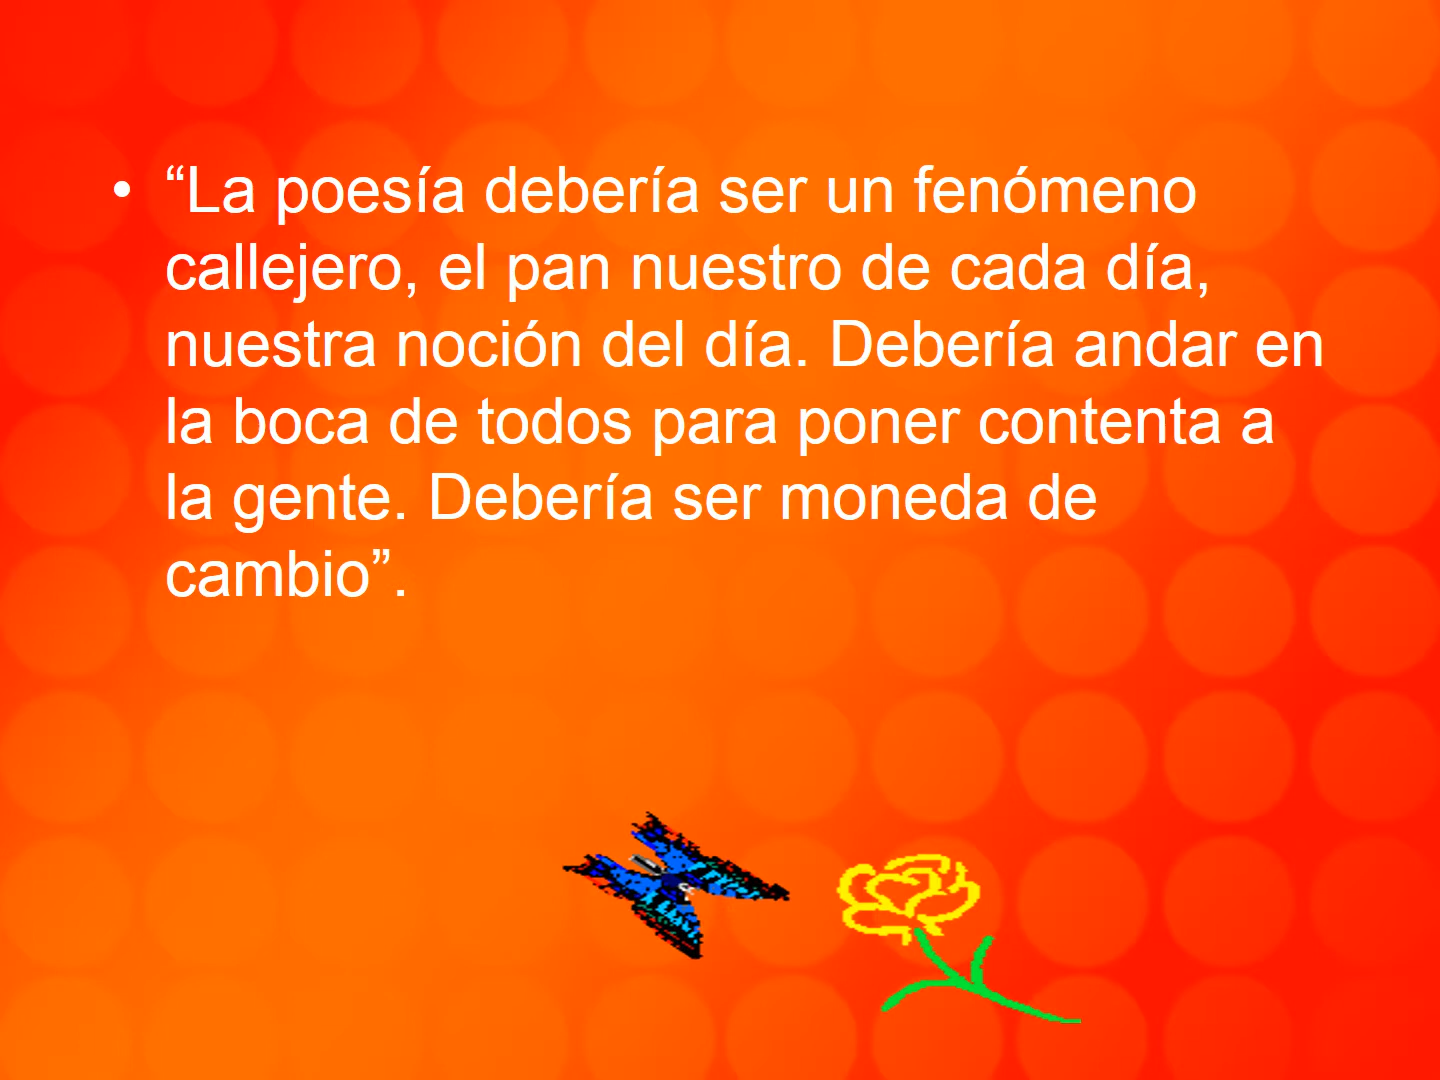 • “La poesía debería ser un fenómeno
callejero, el pan nuestro de cada día,
nuestra noción del día. Debería andar en
la boca de todos para poner contenta a
la gente. Debería ser moneda de
cambio”.